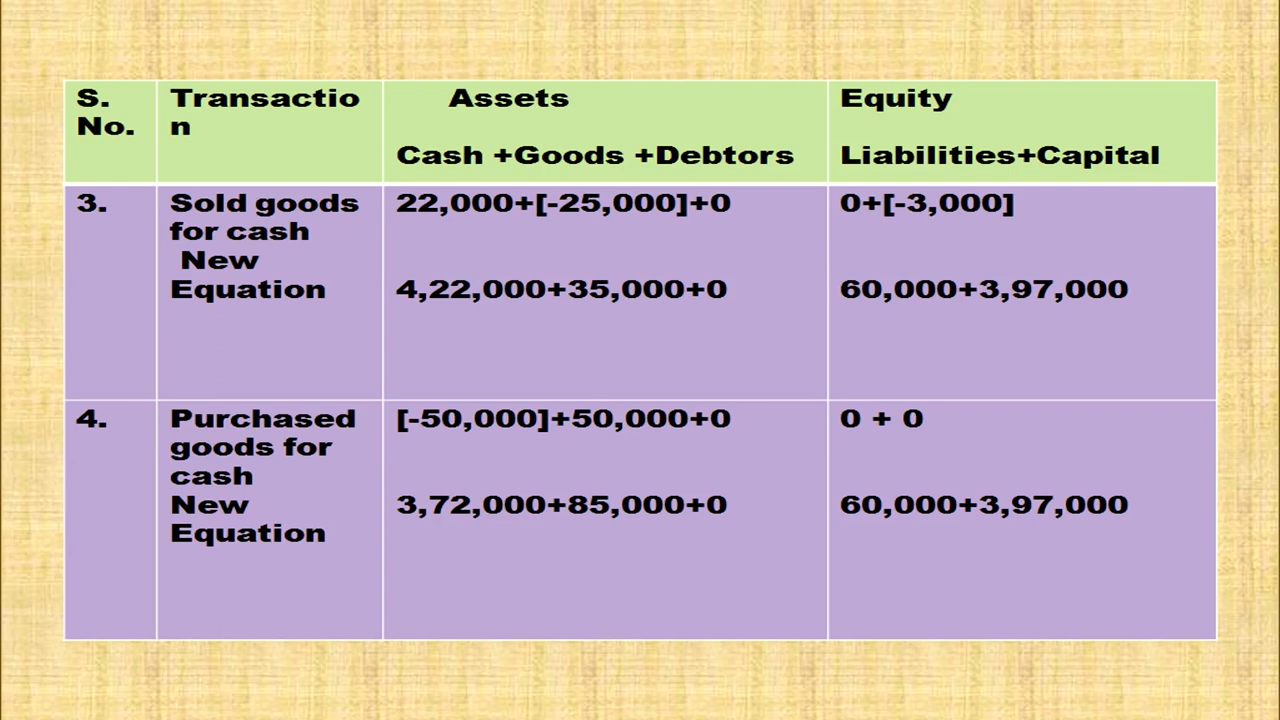 S. No.
Transactio
n
Assets
Cash +Goods +Debtors
Equity
Liabilities+Capital
3.
Sold goods
for cash
New
Equation
22,000+[-25,000]+0
4,22,000+35,000+0
0+[-3,000]
60,000+3,97,000
4.
Purchased
goods for
cash
New
Equation
[-50,000]+50,000+0
3,72,000+85,000+0
0 + 0
60,000+3,97,000